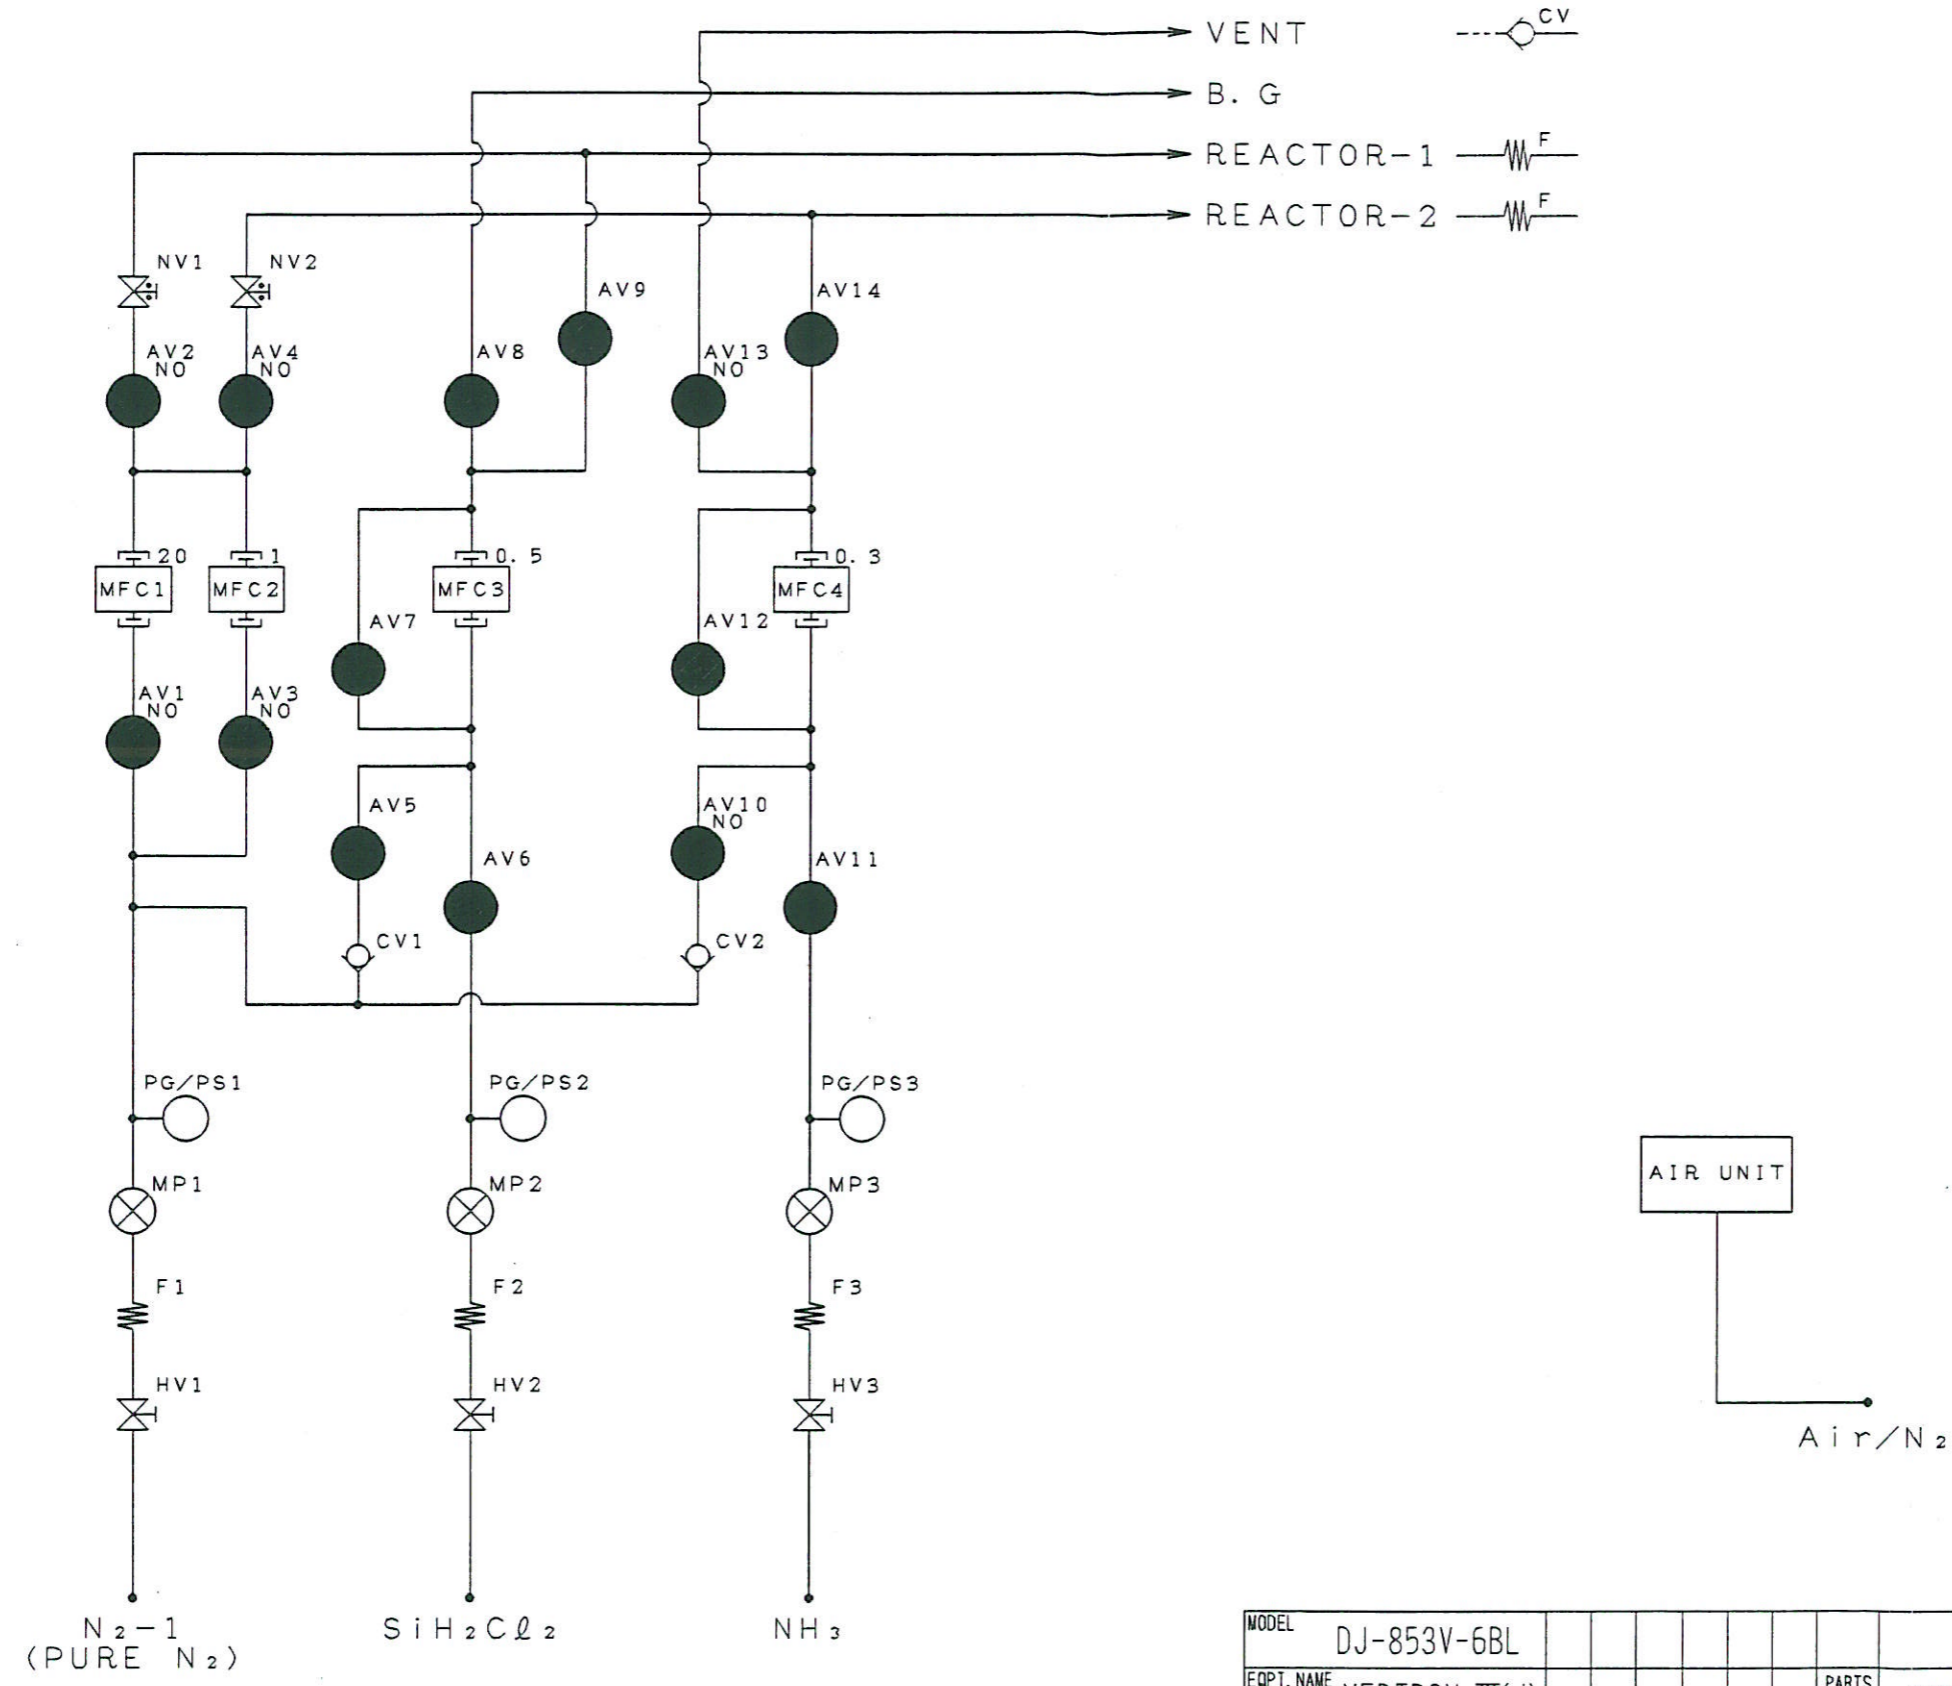 VENT
CV
B. G
REACTOR-1
F
REACTOR-2
F
NV1
NV2
AV9
AV14
AV2
NO
AV4
NO
AV8
AV13
NO
20
1
0. 5
0. 3
MFC1
MFC2
MFC3
MFC4
AV7
AV12
AV1
NO
AV3
NO
AV5
AV10
NO
AV6
AV11
CV1
CV2
PG/PS1
PG/PS2
PG/PS3
MP1
MP2
MP3
AIR UNIT
F1
F2
F3
HV1
HV2
HV3
Air/N₂
N₂-1
(PURE N₂)
SiH₂Cℓ₂
NH₃
MODEL
DJ-853V-6BL
EQPT. NAME
PARTS